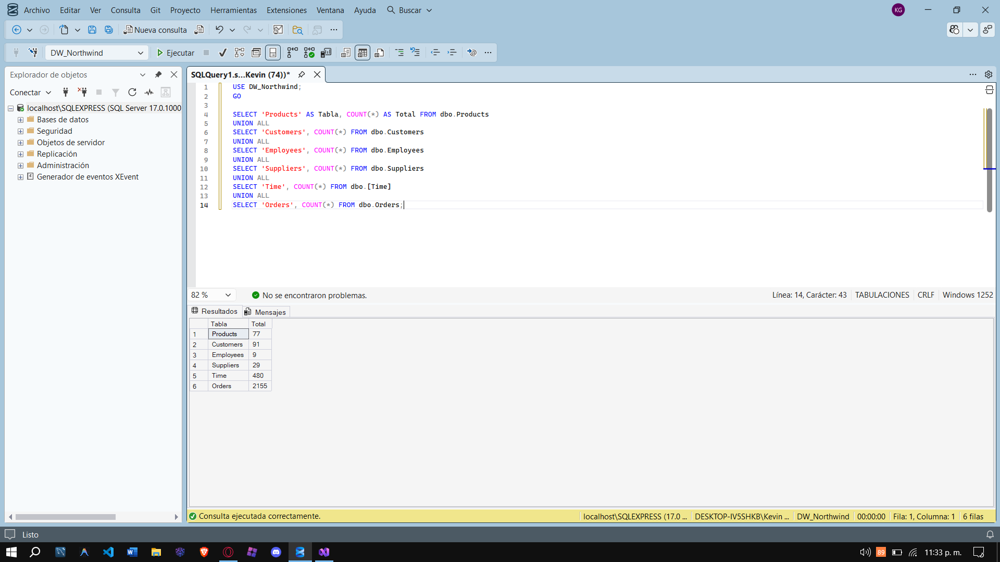 Archivo Editar Ver Consulta Git Proyecto Herramientas Extensiones Ventana Ayuda Buscar KG
Nueva consulta
DW_Northwind Ejecutar
Explorador de objetos
Conectar
localhost\SQLEXPRESS (SQL Server 17.0.1000
Bases de datos
Seguridad
Objetos de servidor
Replicación
Administración
Generador de eventos XEvent
SQLQuery1.s...Kevin (74))*
1 USE DW_Northwind;
2 GO
3
4 SELECT 'Products' AS Tabla, COUNT(*) AS Total FROM dbo.Products
5 UNION ALL
6 SELECT 'Customers', COUNT(*) FROM dbo.Customers
7 UNION ALL
8 SELECT 'Employees', COUNT(*) FROM dbo.Employees
9 UNION ALL
10 SELECT 'Suppliers', COUNT(*) FROM dbo.Suppliers
11 UNION ALL
12 SELECT 'Time', COUNT(*) FROM dbo.[Time]
13 UNION ALL
14 SELECT 'Orders', COUNT(*) FROM dbo.Orders;
82 % No se encontraron problemas. Línea: 14, Carácter: 43 TABULACIONES CRLF Windows 1252
Resultados Mensajes
Tabla Total
1 Products 77
2 Customers 91
3 Employees 9
4 Suppliers 29
5 Time 480
6 Orders 2155
Consulta ejecutada correctamente. localhost\SQLEXPRESS (17.0 ... DESKTOP-IV5SHKB\Kevin ... DW_Northwind 00:00:00 Fila: 1, Columna: 1 6 filas
Listo
89 11:33 p. m.